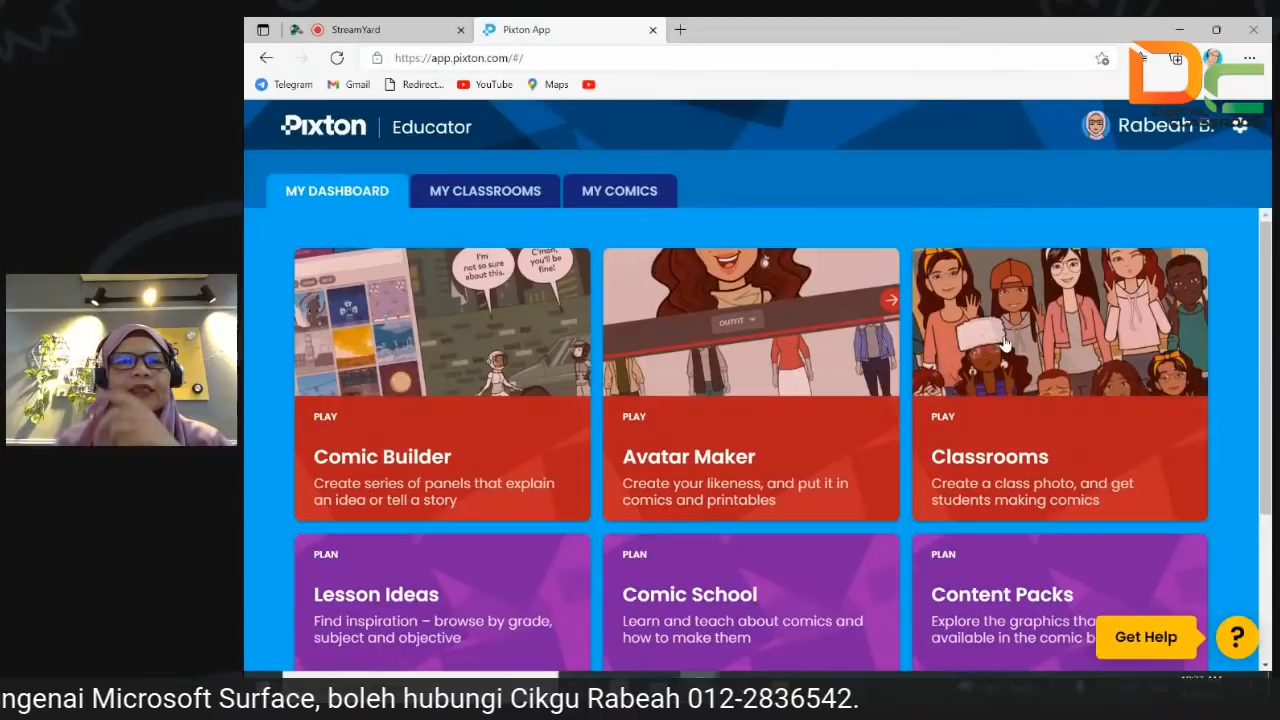 StreamYard
Pixton App
https://app.pixton.com/#/
Telegram
Gmail
Redirect...
YouTube
Maps
Pixton
Educator
Rabeah B.
MY DASHBOARD
MY CLASSROOMS
MY COMICS
I'm
not so sure
about this.
C'mon,
you'll be
fine!
OUTFIT
PLAY
Comic Builder
Create series of panels that explain
an idea or tell a story
PLAY
Avatar Maker
Create your likeness, and put it in
comics and printables
PLAY
Classrooms
Create a class photo, and get
students making comics
PLAN
Lesson Ideas
Find inspiration – browse by grade,
subject and objective
PLAN
Comic School
Learn and teach about comics and
how to make them
PLAN
Content Packs
Explore the graphics tha
available in the comic b
Get Help
?
ngenai Microsoft Surface, boleh hubungi Cikgu Rabeah 012-2836542.